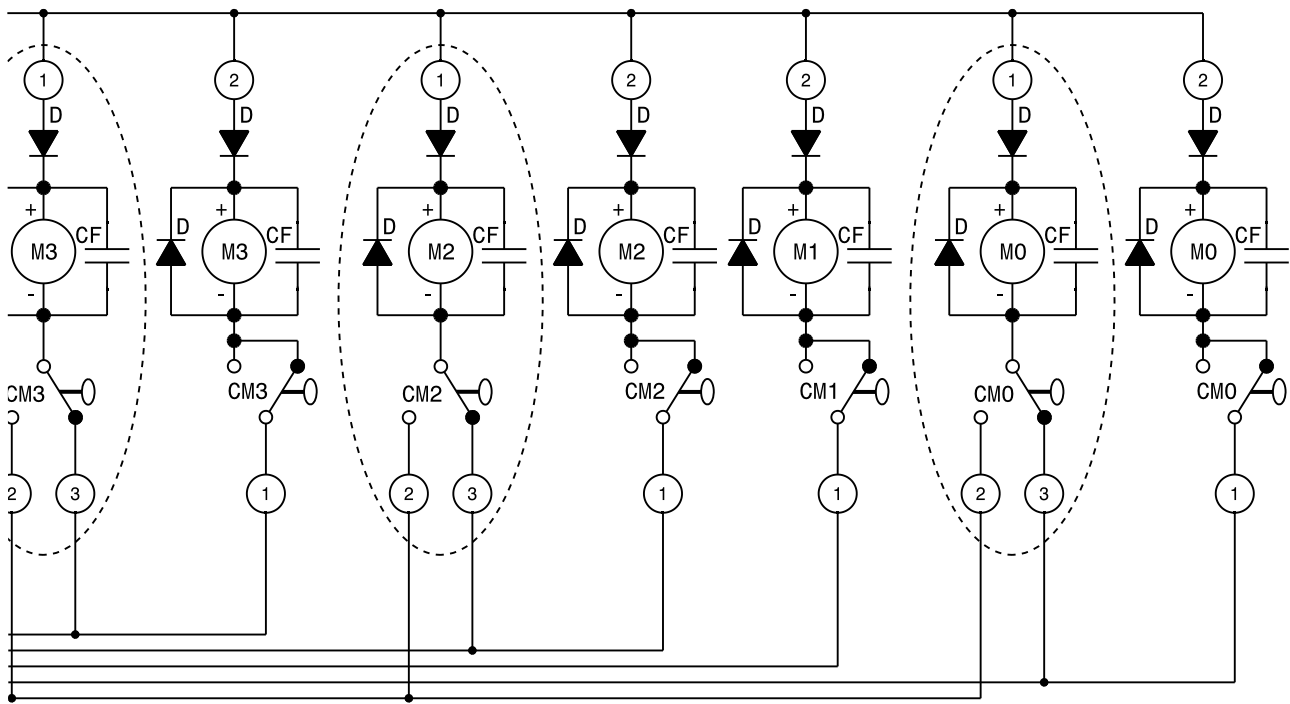 1 2 1 2 2 1 2
D D D D D D D
+ + + + + + +
D D D D D D
M3 CF M3 CF M2 CF M2 CF M1 CF M0 CF M0 CF
- - - - - - -
CM3 CM3 CM2 CM2 CM1 CM0 CM0
2 3 1 2 3 1 1 2 3 1